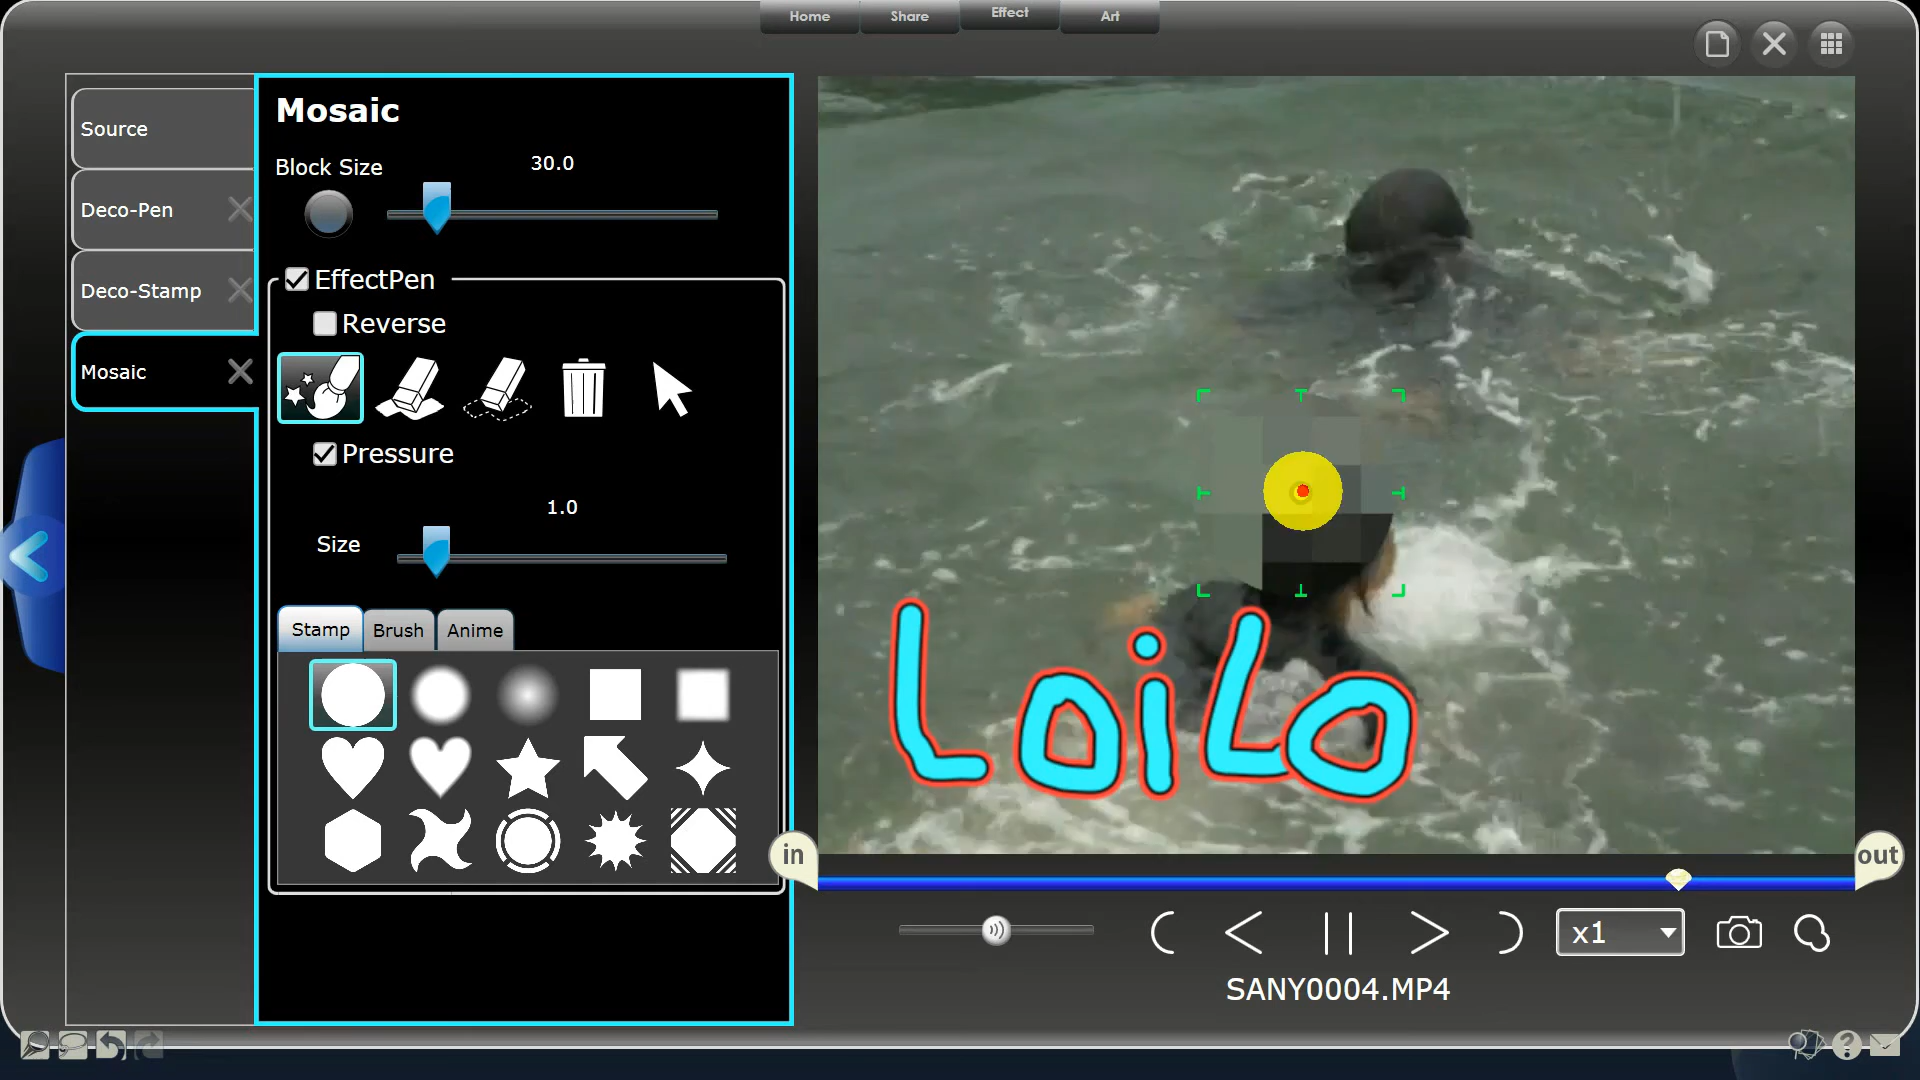 Home Share Effect Art
Source
Deco-Pen
Deco-Stamp
Mosaic
Mosaic
Block Size 30.0
EffectPen
Reverse
Pressure
1.0
Size
Stamp Brush Anime
LoiLo
in
out
x1
SANY0004.MP4